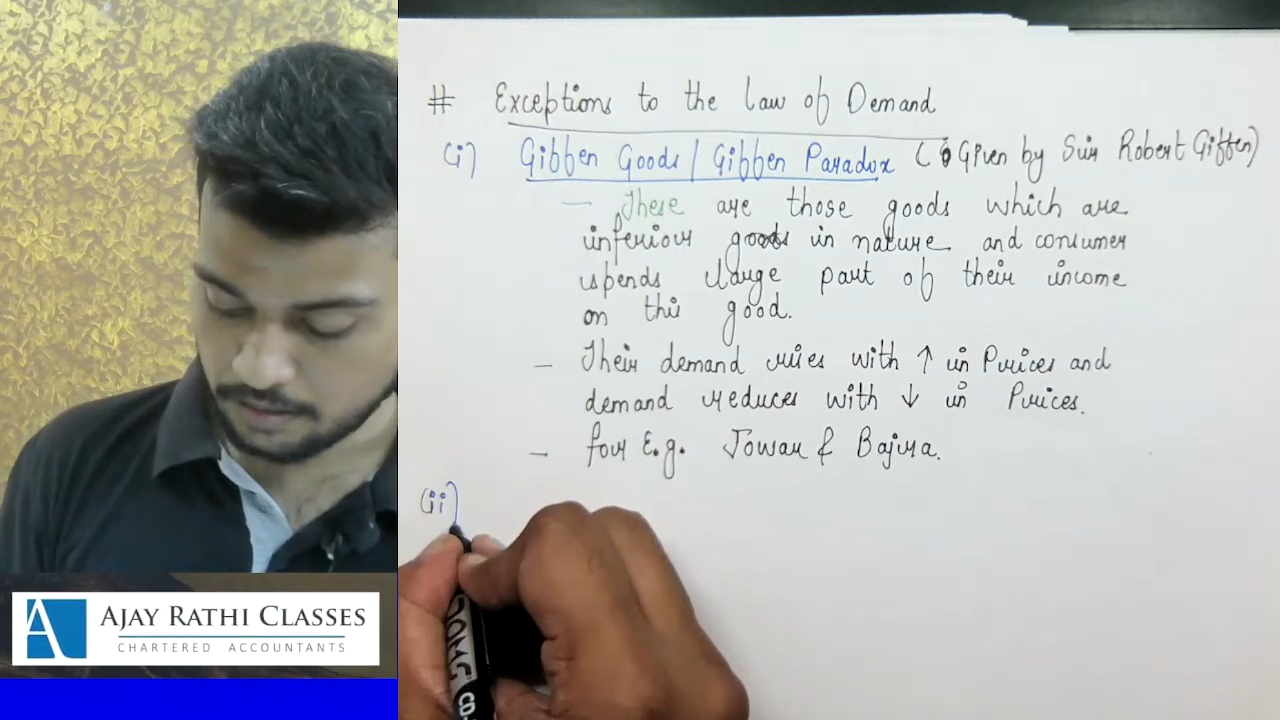 # Exceptions to the Law of Demand
(i) Giffen Goods / Giffen Paradox ( Given by Sir Robert Giffen)
— These are those goods which are
inferior goods in nature and consumer
spends large part of their income
on this good.
— Their demand rises with ↑ in Prices and
demand reduces with ↓ in Prices.
— for E.g. Jowar & Bajra.
(ii)
AJAY RATHI CLASSES
CHARTERED ACCOUNTANTS
DOMS